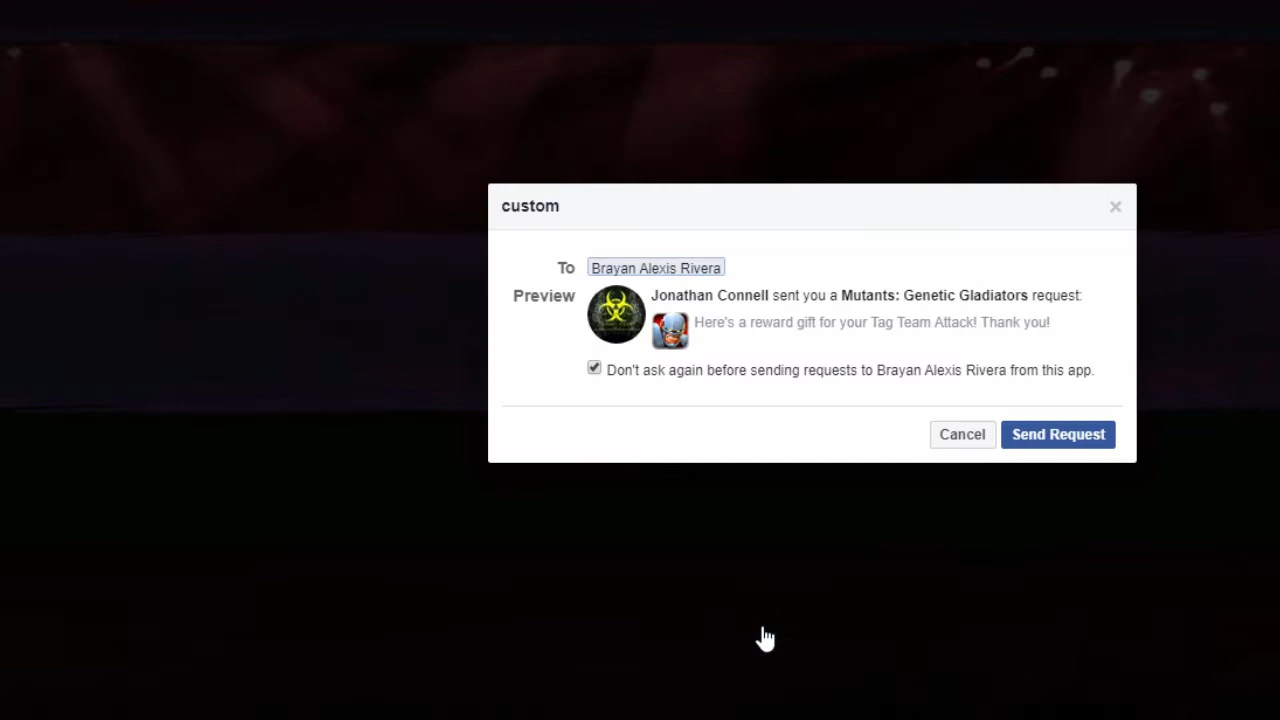 custom
To Brayan Alexis Rivera
Preview Jonathan Connell sent you a Mutants: Genetic Gladiators request:
Here's a reward gift for your Tag Team Attack! Thank you!
Don't ask again before sending requests to Brayan Alexis Rivera from this app.
Cancel Send Request